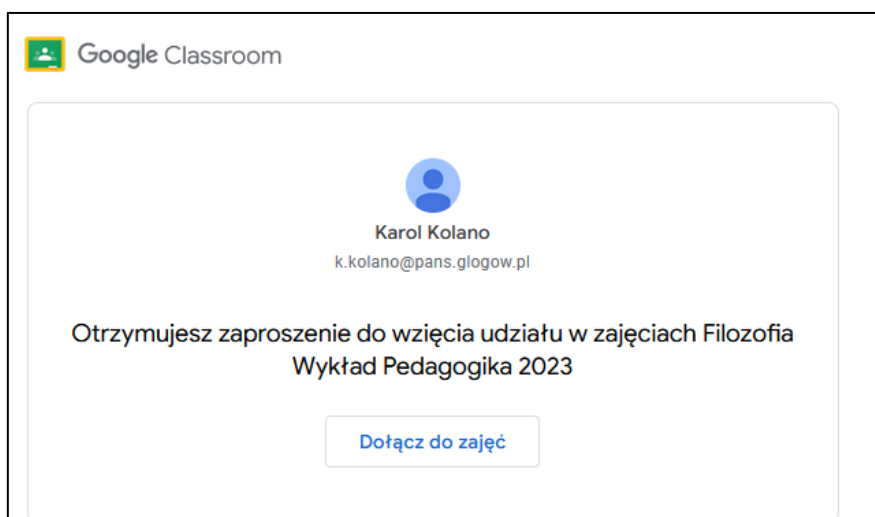 Google Classroom
Karol Kolano
k.kolano@pans.glogow.pl
Otrzymujesz zaproszenie do wzięcia udziału w zajęciach Filozofia
Wykład Pedagogika 2023
Dołącz do zajęć